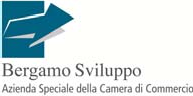 Bergamo Sviluppo
Azienda Speciale della Camera di Commercio